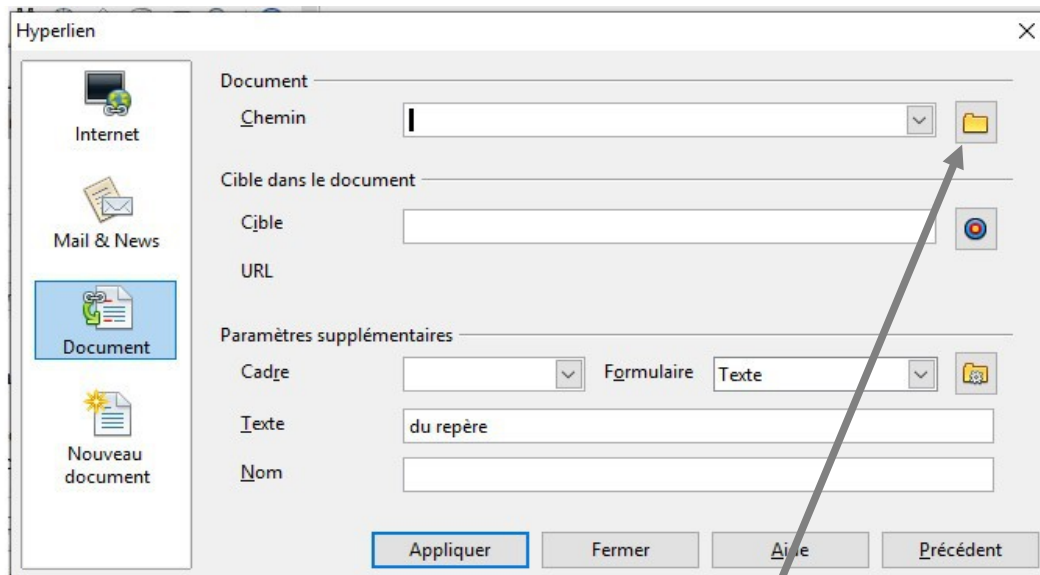 Hyperlien
Internet
Mail & News
Document
Nouveau
document
Document
Chemin
Cible dans le document
Cible
URL
Paramètres supplémentaires
Cadre
Formulaire Texte
Texte du repère
Nom
Appliquer Fermer Aide Précédent